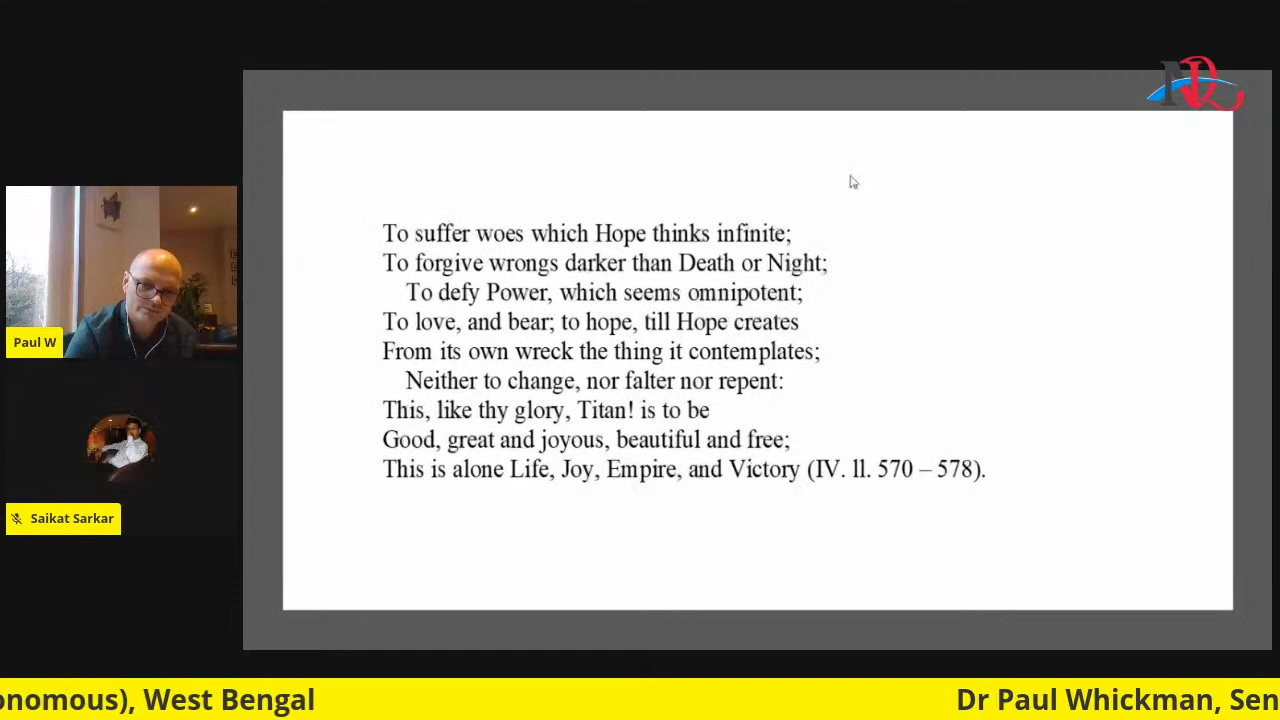 To suffer woes which Hope thinks infinite;
To forgive wrongs darker than Death or Night;
To defy Power, which seems omnipotent;
To love, and bear; to hope, till Hope creates
From its own wreck the thing it contemplates;
Neither to change, nor falter nor repent:
This, like thy glory, Titan! is to be
Good, great and joyous, beautiful and free;
This is alone Life, Joy, Empire, and Victory (IV. ll. 570 – 578).
Paul W
Saikat Sarkar
onomous), West Bengal
Dr Paul Whickman, Sen